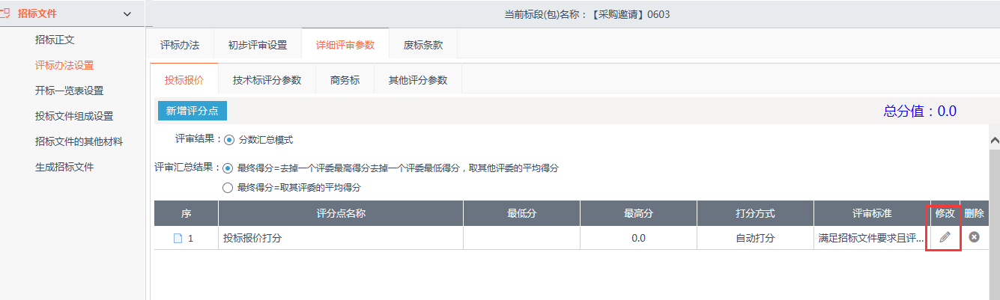 招标文件
当前标段(包)名称：【采购邀请】0603
招标正文
评标办法设置
开标一览表设置
投标文件组成设置
招标文件的其他材料
生成招标文件
评标办法 初步评审设置 详细评审参数 废标条款
投标报价 技术标评分参数 商务标 其他评分参数
新增评分点 总分值：0.0
评审结果： 分数汇总模式
评审汇总结果： 最终得分=去掉一个评委最高得分去掉一个评委最低得分，取其他评委的平均得分
最终得分=取其评委的平均得分
序 评分点名称 最低分 最高分 打分方式 评审标准 修改 删除
1 投标报价打分 0.0 自动打分 满足招标文件要求且评...